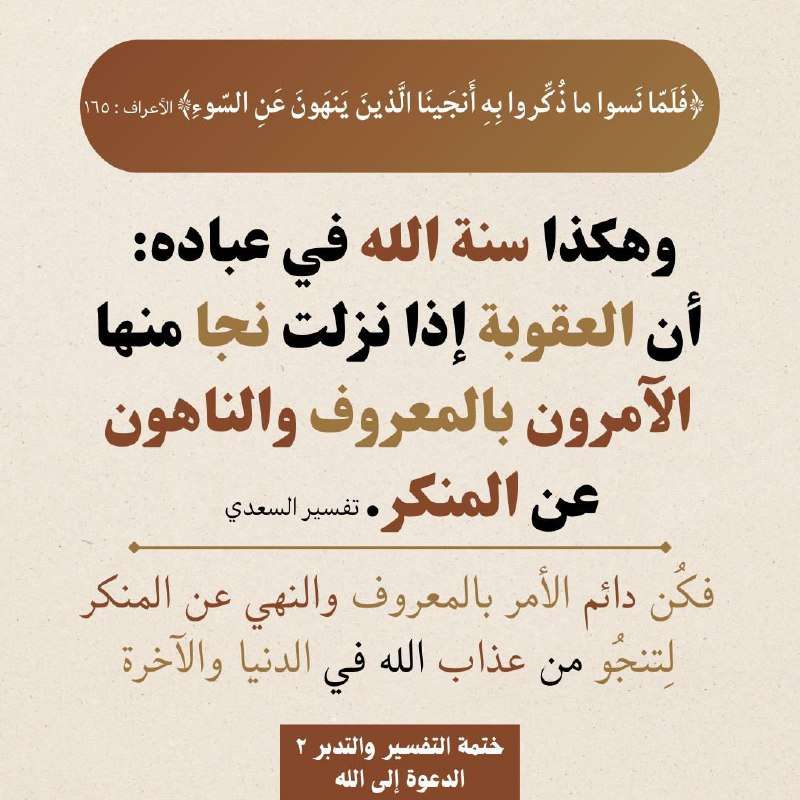 ﴿فَلَمّا نَسوا ما ذُكِّروا بِهِ أَنجَينَا الَّذينَ يَنهَونَ عَنِ السّوءِ﴾ الأعراف : ١٦٥
وهكذا سنة الله في عباده:
أن العقوبة إذا نزلت نجا منها
الآمرون بالمعروف والناهون
عن المنكر. تفسير السعدي
فكُن دائم الأمر بالمعروف والنهي عن المنكر
لِتنجُو من عذاب الله في الدنيا والآخرة
ختمة التفسير والتدبر ٢
الدعوة إلى الله